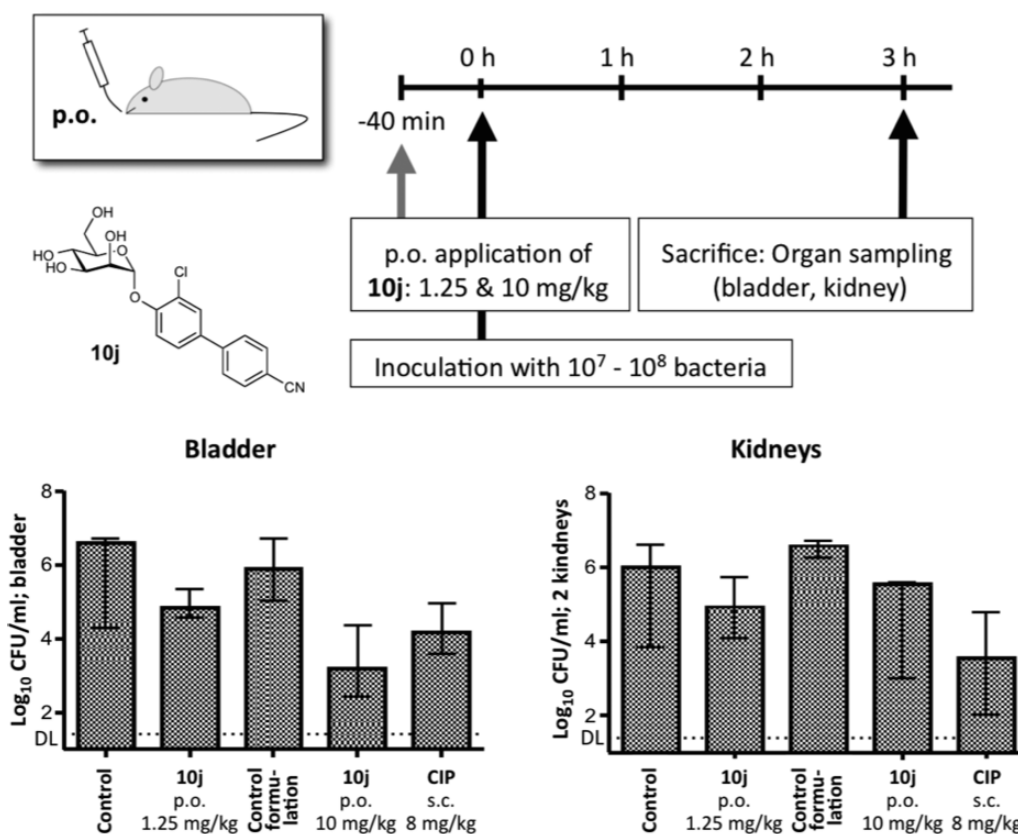 p.o.
0 h
1 h
2 h
3 h
-40 min
p.o. application of
10j: 1.25 & 10 mg/kg
Sacrifice: Organ sampling
(bladder, kidney)
Inoculation with 10⁷ - 10⁸ bacteria
OH
OH
O
HO
HO
O
Cl
CN
10j
Bladder
Log₁₀ CFU/ml; bladder
8
6
4
2
DL
Control
10j
p.o.
1.25 mg/kg
Control
formu-
lation
10j
p.o.
10 mg/kg
CIP
s.c.
8 mg/kg
Kidneys
Log₁₀ CFU/ml; 2 kindneys
8
6
4
2
DL
Control
10j
p.o.
1.25 mg/kg
Control
formu-
lation
10j
p.o.
10 mg/kg
CIP
s.c.
8 mg/kg